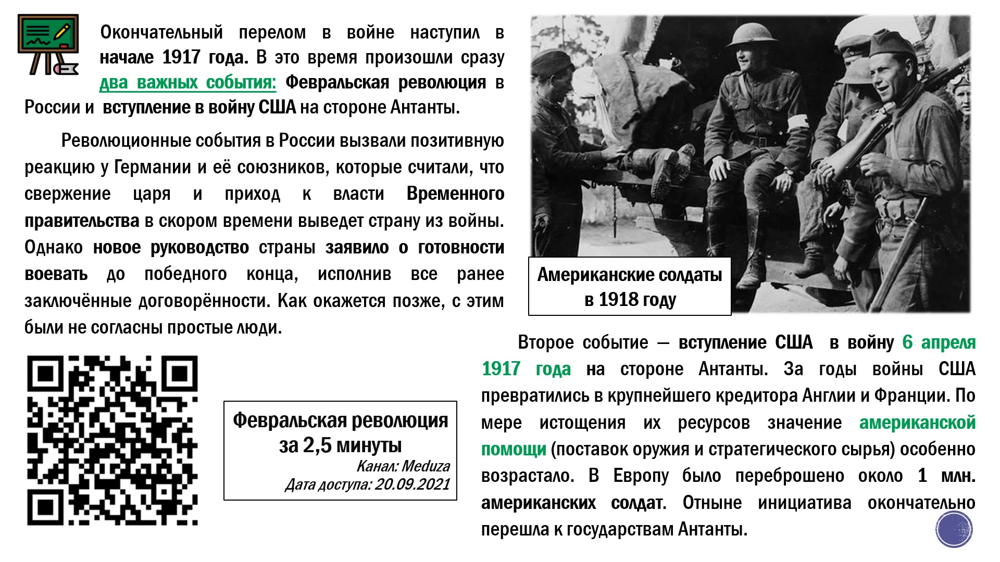 Окончательный перелом в войне наступил в
начале 1917 года. В это время произошли сразу
два важных события: Февральская революция в
России и вступление в войну США на стороне Антанты.
Революционные события в России вызвали позитивную
реакцию у Германии и её союзников, которые считали, что
свержение царя и приход к власти Временного
правительства в скором времени выведет страну из войны.
Однако новое руководство страны заявило о готовности
воевать до победного конца, исполнив все ранее
заключённые договорённости. Как окажется позже, с этим
были не согласны простые люди.
Американские солдаты
в 1918 году
Второе событие – вступление США в войну 6 апреля
1917 года на стороне Антанты. За годы войны США
превратились в крупнейшего кредитора Англии и Франции. По
мере истощения их ресурсов значение американской
помощи (поставок оружия и стратегического сырья) особенно
возрастало. В Европу было переброшено около 1 млн.
американских солдат. Отныне инициатива окончательно
перешла к государствам Антанты.
Февральская революция
за 2,5 минуты
Канал: Meduza
Дата доступа: 20.09.2021